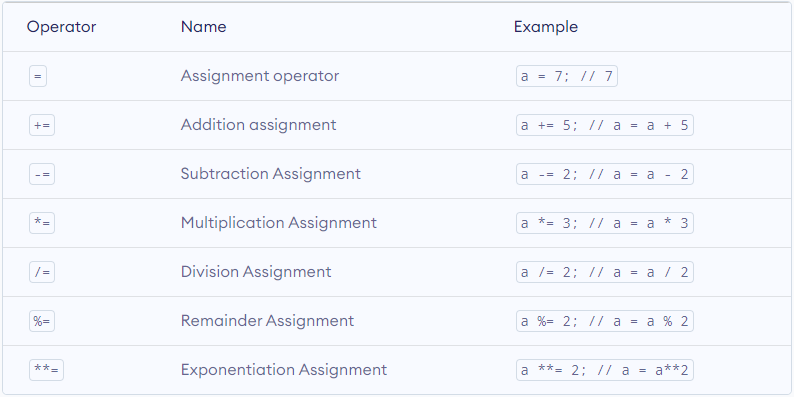 Operator Name Example
= Assignment operator a = 7; // 7
+= Addition assignment a += 5; // a = a + 5
-= Subtraction Assignment a -= 2; // a = a - 2
*= Multiplication Assignment a *= 3; // a = a * 3
/= Division Assignment a /= 2; // a = a / 2
%= Remainder Assignment a %= 2; // a = a % 2
**= Exponentiation Assignment a **= 2; // a = a**2